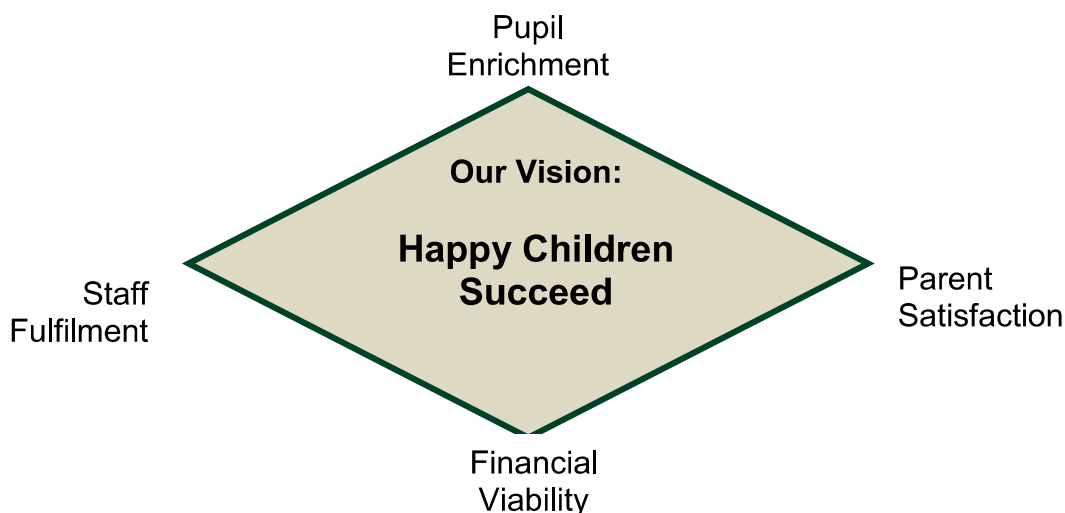 Pupil
Enrichment
Our Vision:
Happy Children
Succeed
Staff
Fulfilment
Parent
Satisfaction
Financial
Viability